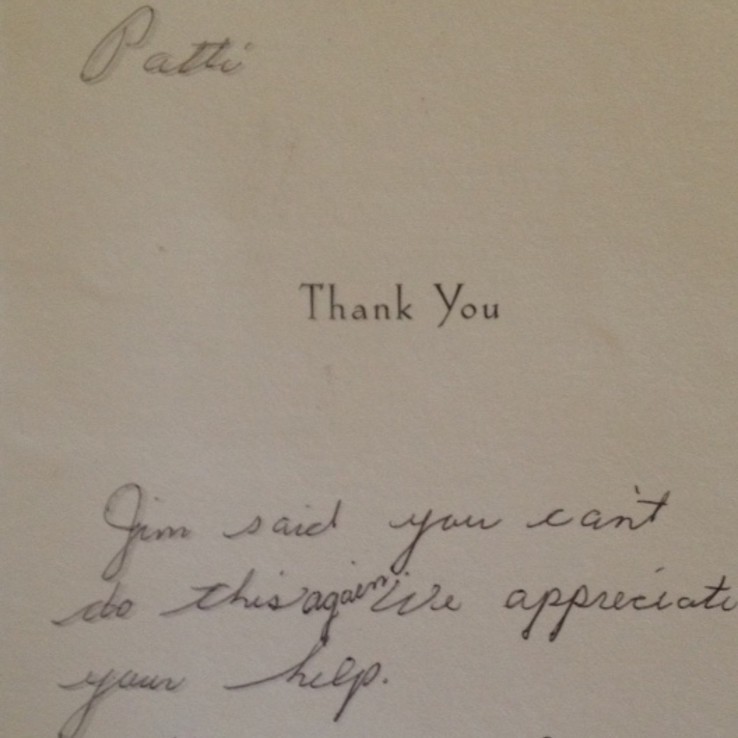 Patti
Thank You
Jim said you can't
do this again. We appreciate
your help.